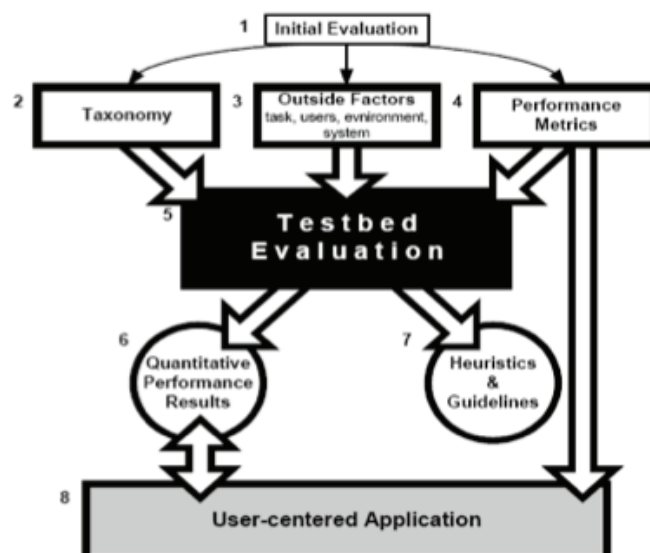 1 Initial Evaluation
2 Taxonomy
3 Outside Factors
task, users, evnironment,
system
4 Performance
Metrics
5 Testbed
Evaluation
6 Quantitative
Performance
Results
7 Heuristics
&
Guidelines
8 User-centered Application